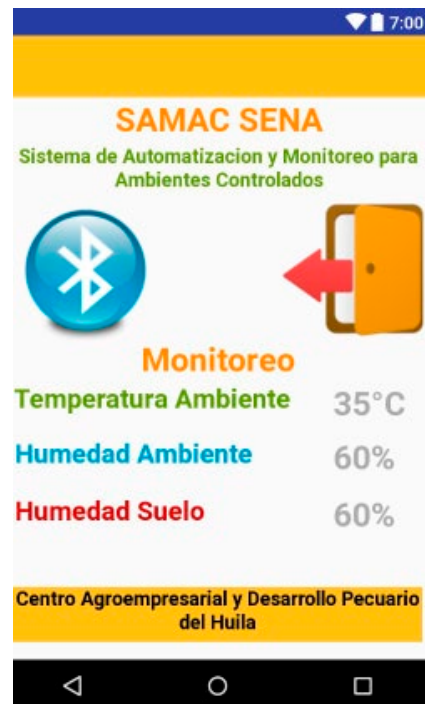 7:00
SAMAC SENA
Sistema de Automatizacion y Monitoreo para
Ambientes Controlados
Monitoreo
Temperatura Ambiente 35°C
Humedad Ambiente 60%
Humedad Suelo 60%
Centro Agroempresarial y Desarrollo Pecuario
del Huila